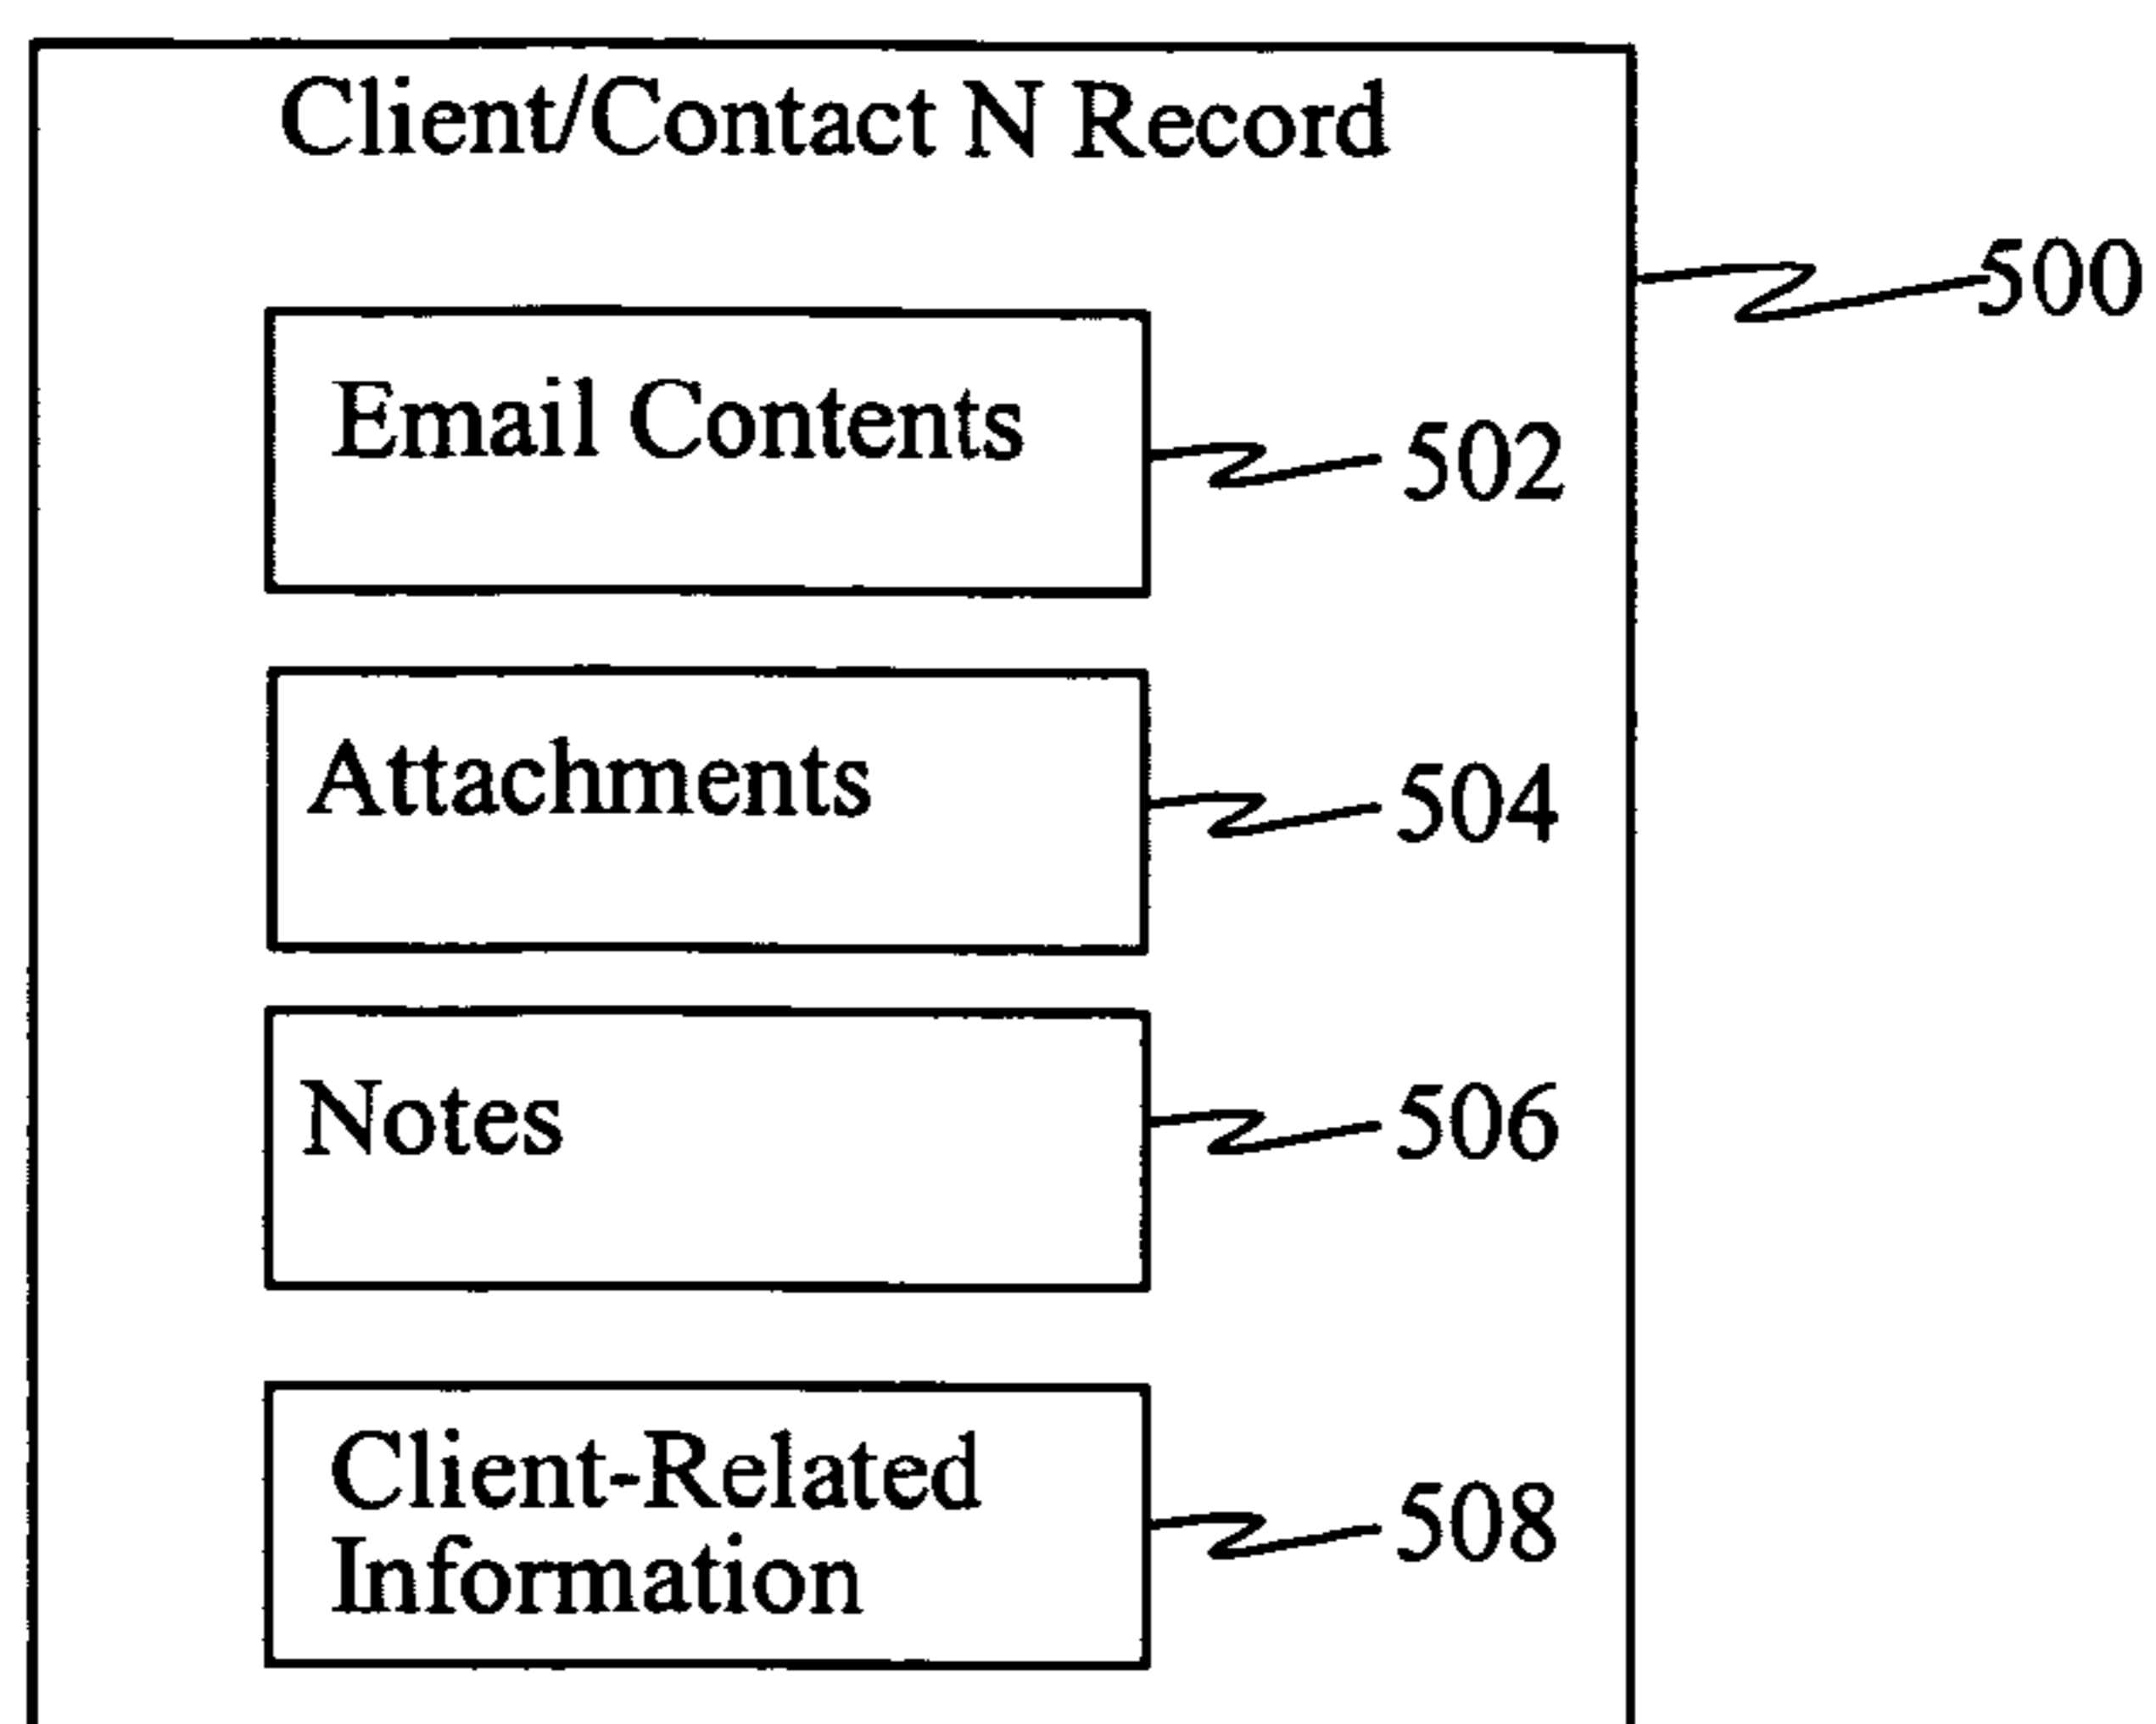 Client/Contact N Record
500
Email Contents
502
Attachments
504
Notes
506
Client-Related
Information
508